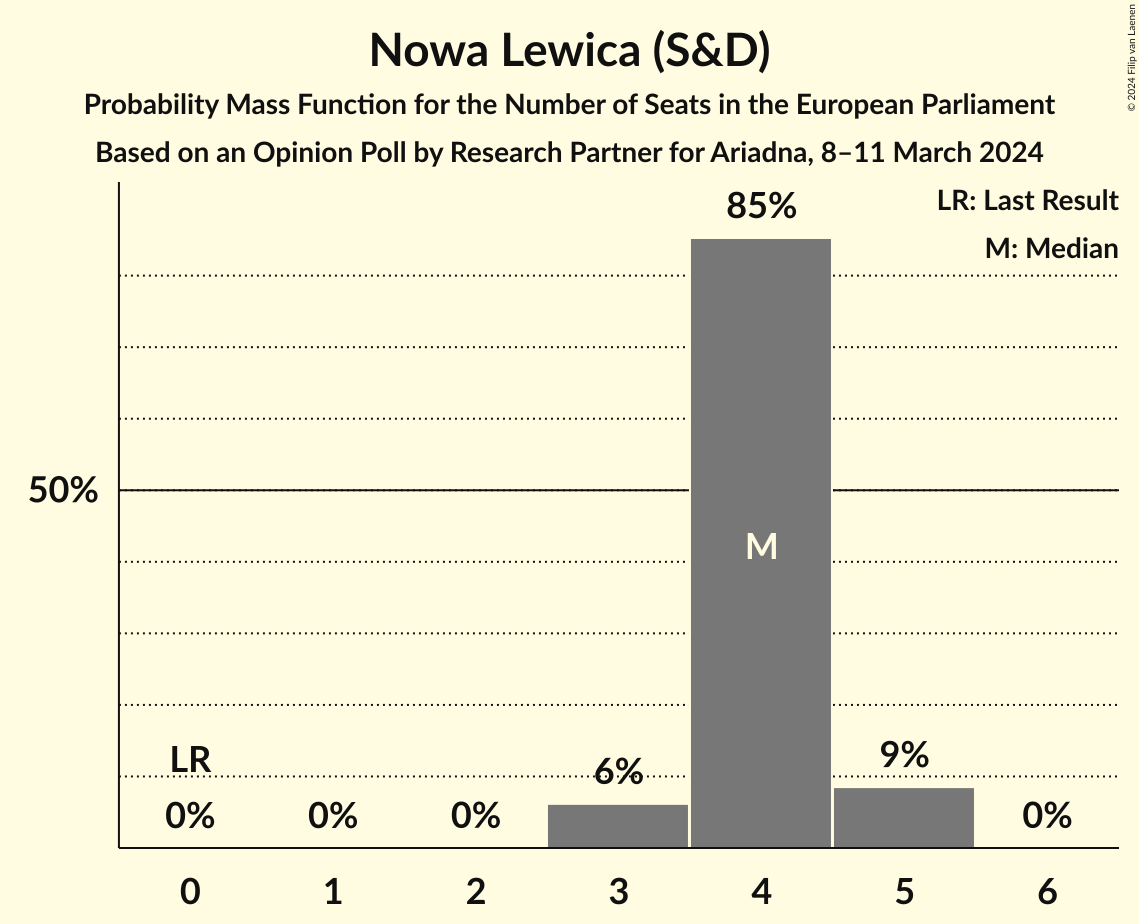 Nowa Lewica (S&D)
Probability Mass Function for the Number of Seats in the European Parliament
Based on an Opinion Poll by Research Partner for Ariadna, 8–11 March 2024
© 2024 Filip van Laenen
LR: Last Result
M: Median
85%
50%
M
LR
0%
0%
0%
6%
9%
0%
0
1
2
3
4
5
6